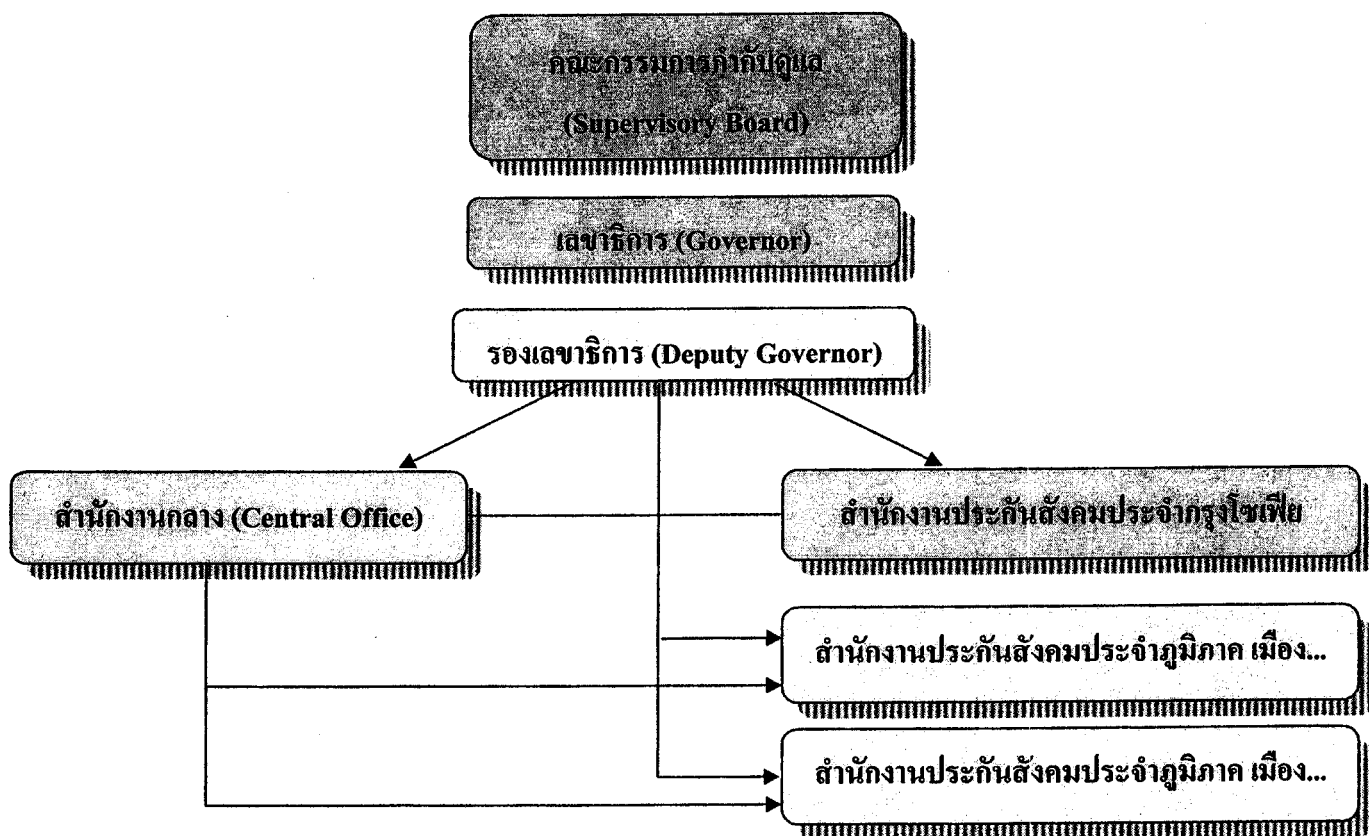 คณะกรรมการกำกับดูแล
(Supervisory Board)
เลขาธิการ (Governor)
รองเลขาธิการ (Deputy Governor)
สำนักงานกลาง (Central Office)
สำนักงานประกันสังคมประจำกรุงโซเฟีย
สำนักงานประกันสังคมประจำภูมิภาค เมือง...
สำนักงานประกันสังคมประจำภูมิภาค เมือง...